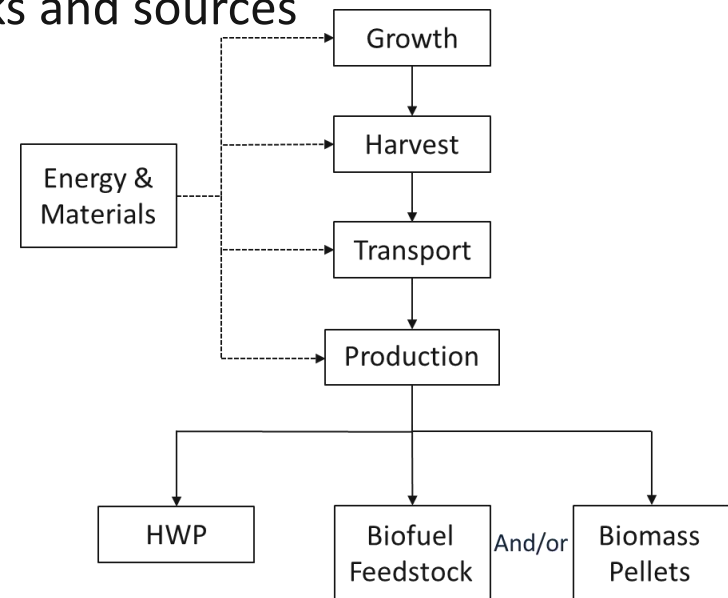 ks and sources
Growth
Harvest
Energy &
Materials
Transport
Production
HWP
Biofuel
Feedstock
And/or
Biomass
Pellets